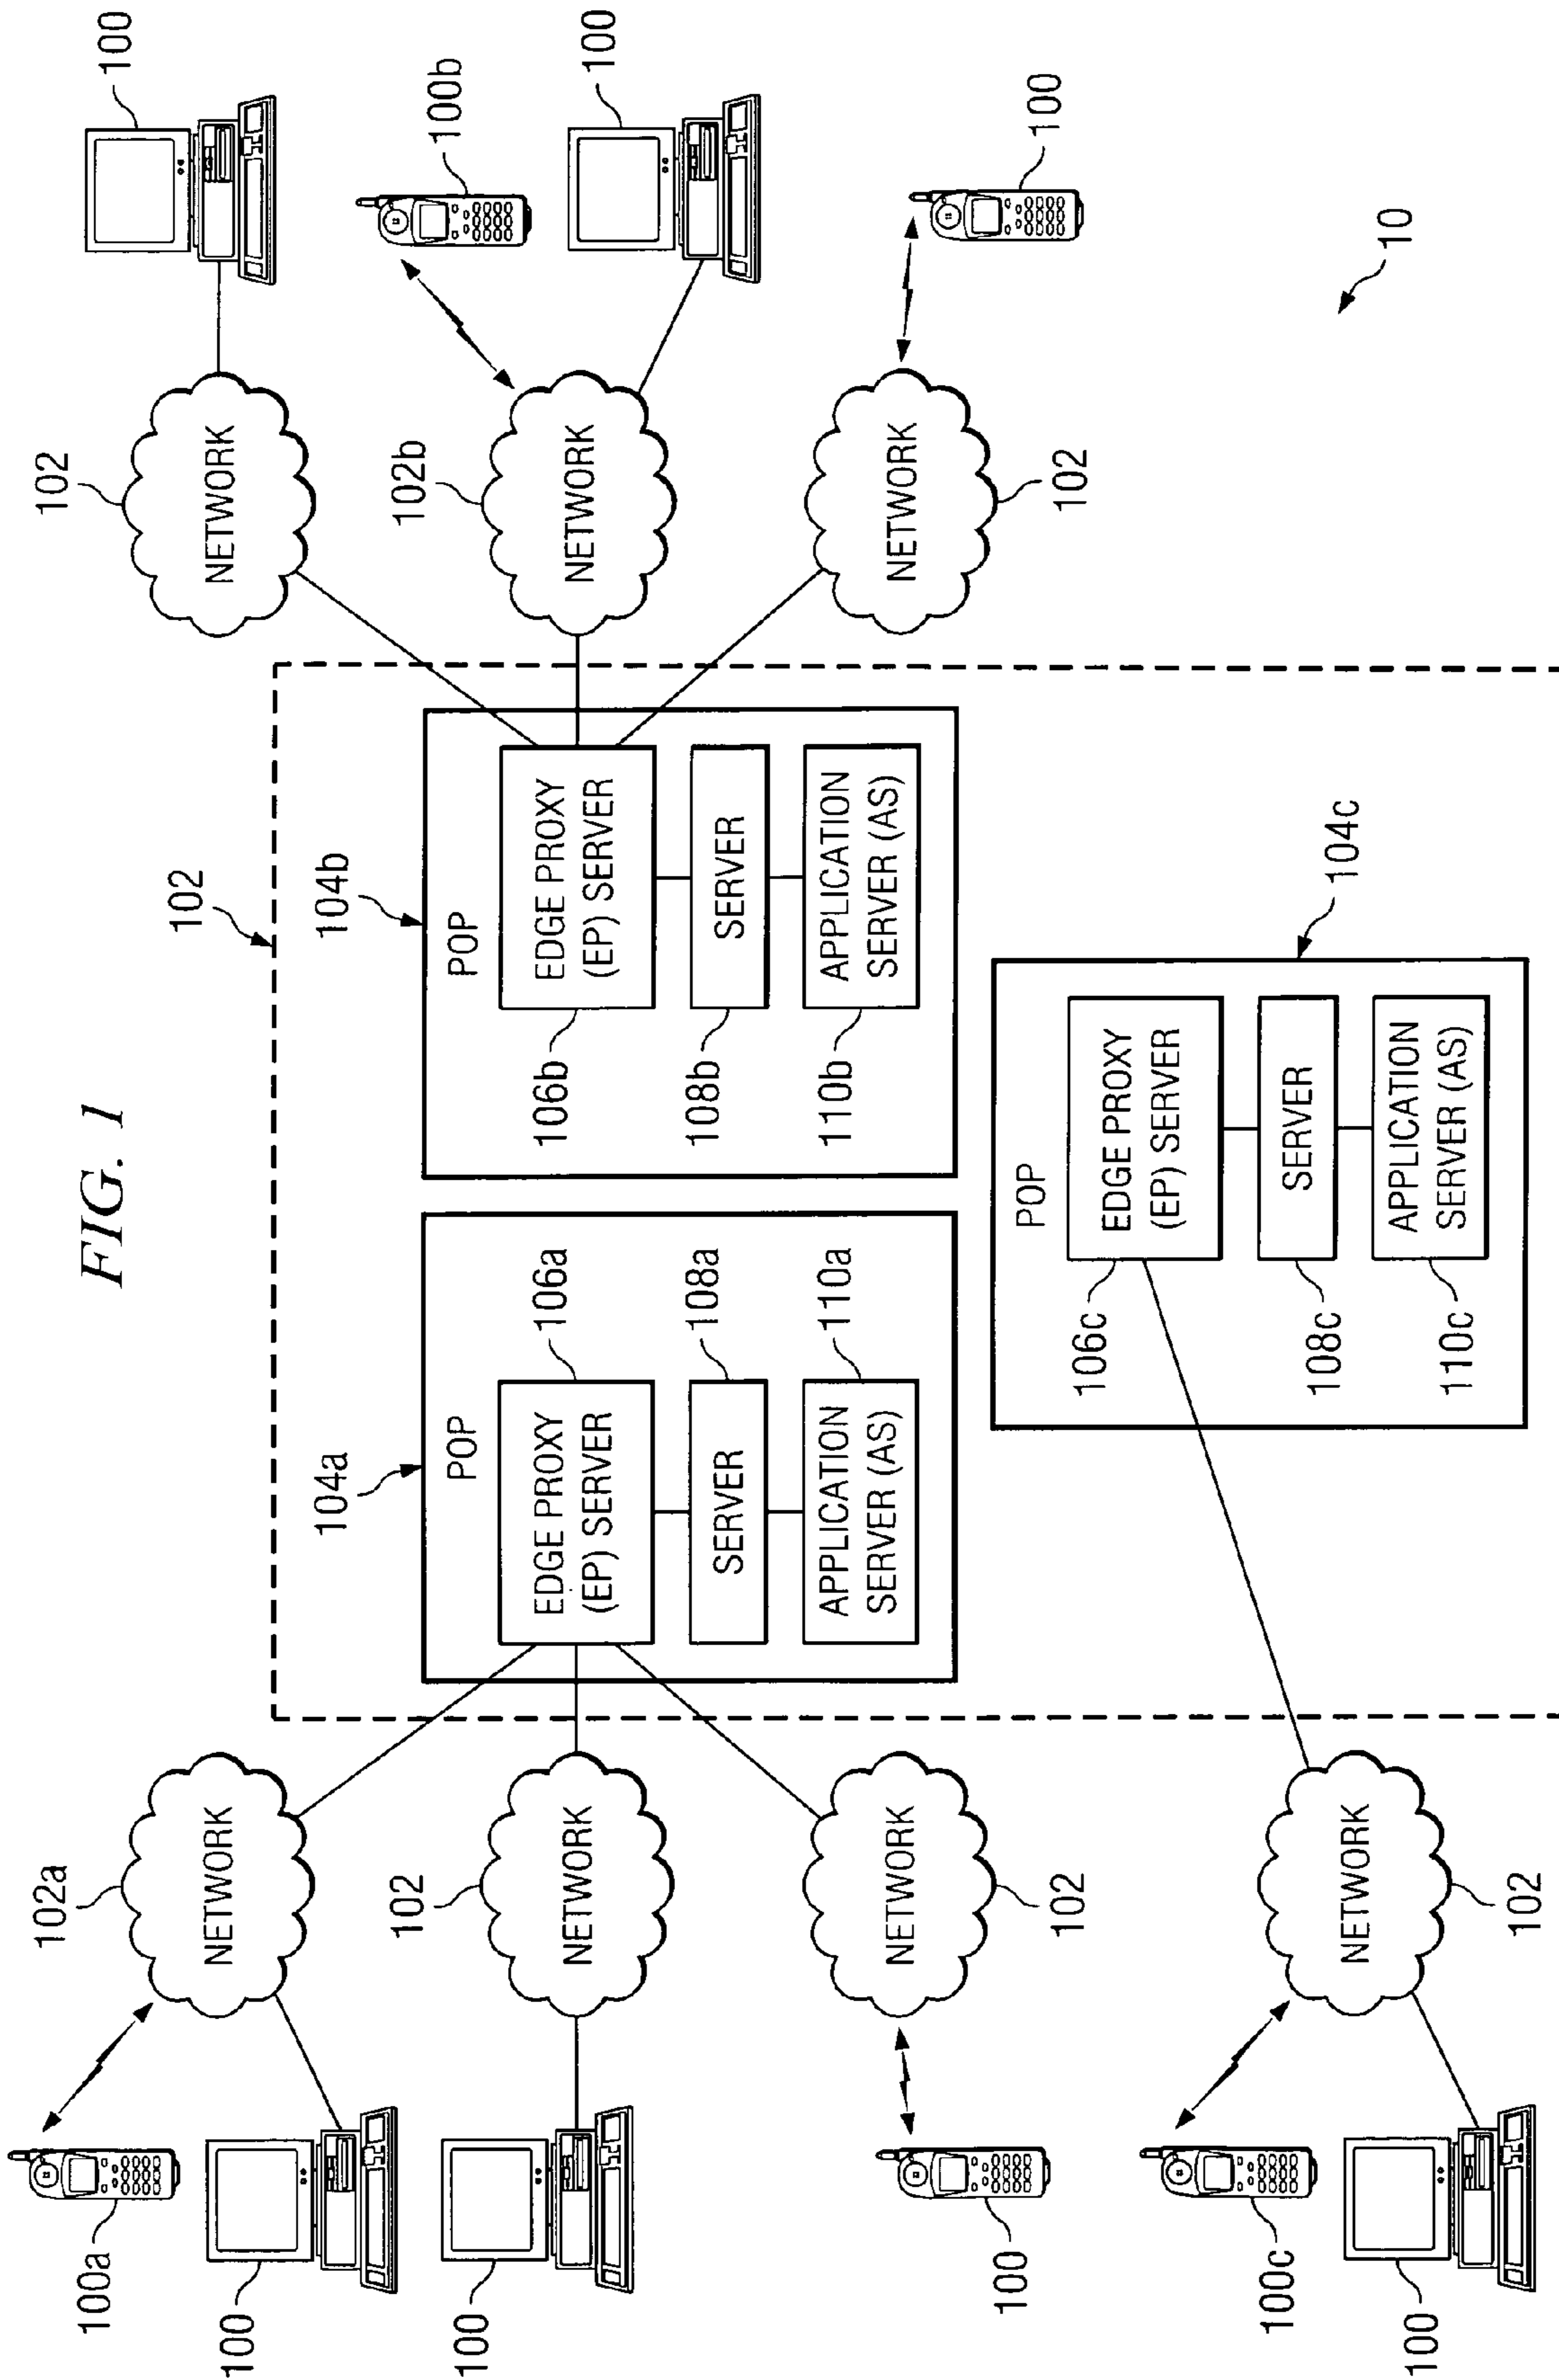 FIG. 1
102a
NETWORK
100a
100
102
NETWORK
100
NETWORK
102
100
NETWORK
102
100c
100
102
104a
POP
EDGE PROXY
(EP) SERVER
106a
SERVER
108a
APPLICATION
SERVER (AS)
110a
104b
POP
EDGE PROXY
(EP) SERVER
106b
SERVER
108b
APPLICATION
SERVER (AS)
110b
104c
POP
EDGE PROXY
(EP) SERVER
106c
SERVER
108c
APPLICATION
SERVER (AS)
110c
102
NETWORK
100
102b
NETWORK
100b
100
NETWORK
102
100
10